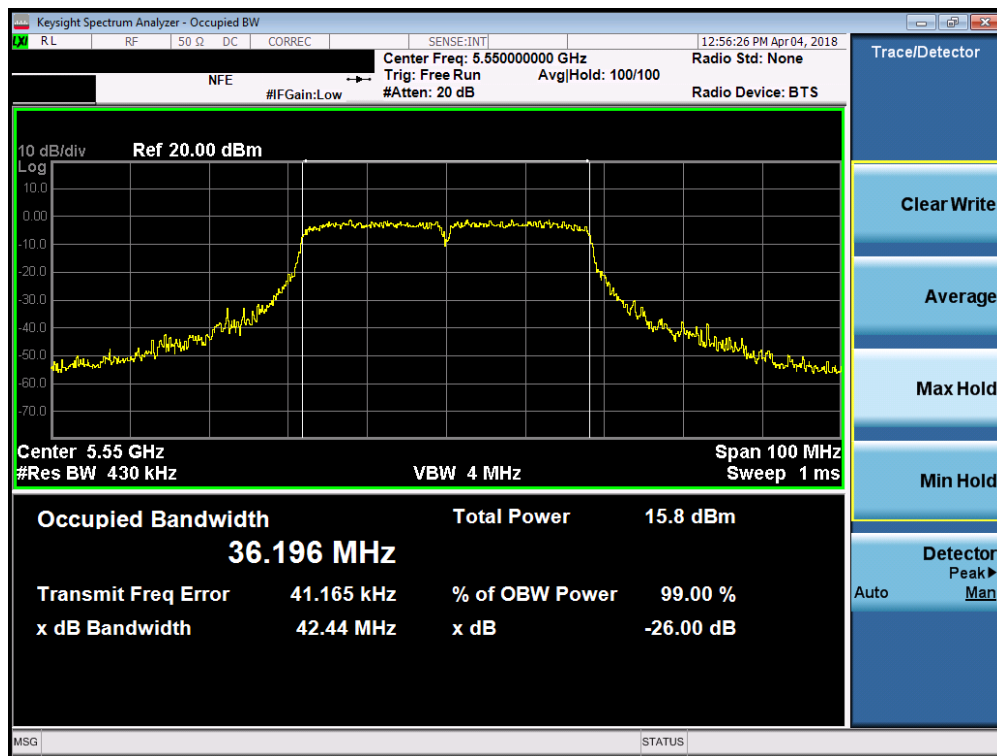 Keysight Spectrum Analyzer - Occupied BW
LXI RL RF 50 Ω DC CORREC SENSE:INT 12:56:26 PM Apr 04, 2018
Center Freq: 5.550000000 GHz Radio Std: None
NFE Trig: Free Run Avg|Hold: 100/100
#IFGain:Low #Atten: 20 dB Radio Device: BTS
Trace/Detector
10 dB/div Ref 20.00 dBm
Log
10.0
0.00
-10.0
-20.0
-30.0
-40.0
-50.0
-60.0
-70.0
Center 5.55 GHz Span 100 MHz
#Res BW 430 kHz VBW 4 MHz Sweep 1 ms
Occupied Bandwidth Total Power 15.8 dBm
36.196 MHz
Transmit Freq Error 41.165 kHz % of OBW Power 99.00 %
x dB Bandwidth 42.44 MHz x dB -26.00 dB
Clear Write
Average
Max Hold
Min Hold
Detector
Peak▶
Auto Man
MSG STATUS